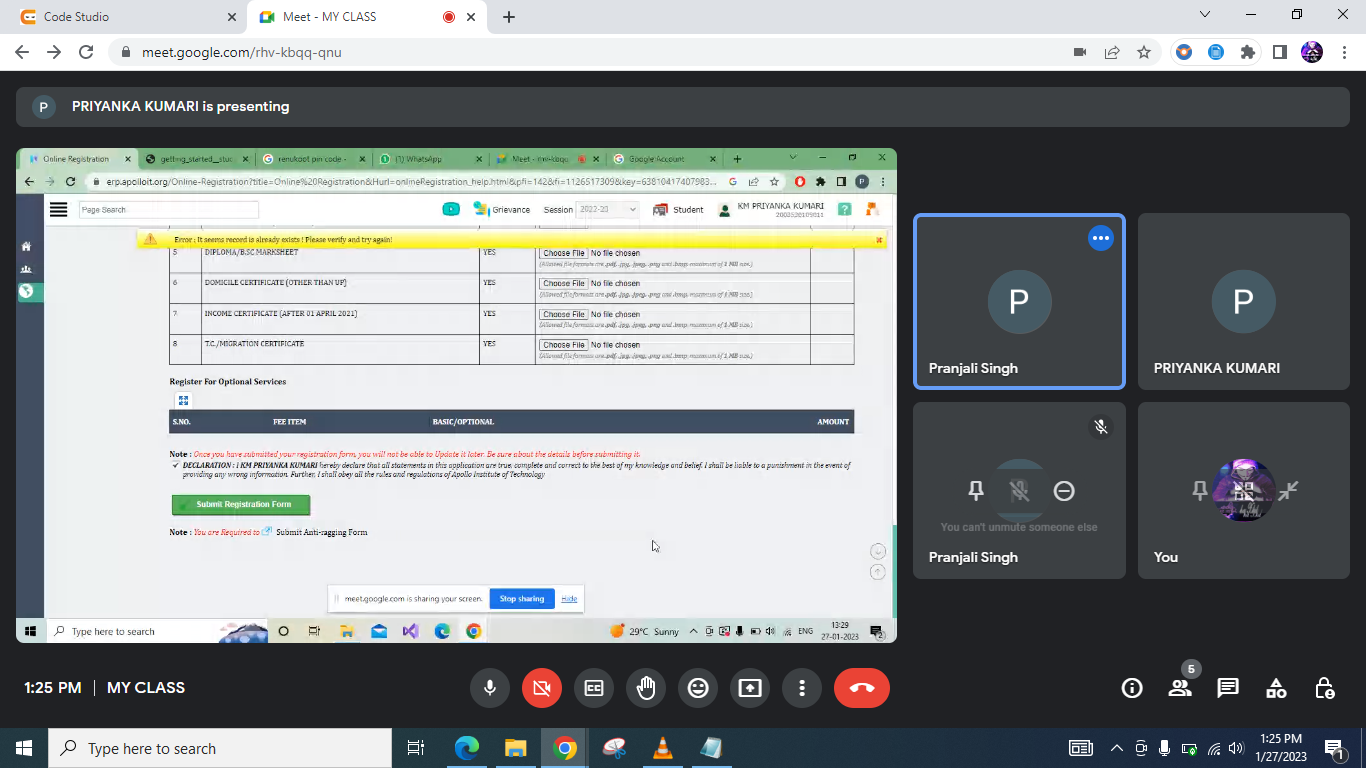 Code Studio
Meet - MY CLASS
meet.google.com/rhv-kbqq-qnu
P PRIYANKA KUMARI is presenting
Online Registration
getting_started_stuc
renukoot pin code -
(1) WhatsApp
Meet - rhv-kbqq
Google Account
erp.apolloit.org/Online-Registration?title=Online%20Registration&Hurl=onlineRegistration_help.html&pfi=142&fi=1126517309&key=63810417407983...
Page Search
Grievance
Session 2022-23
Student
KM PRIYANKA KUMARI
Error : It seems record is already exists ! Please verify and try again!
5 DIPLOMA/B.SC.MARKSHEET YES Choose File No file chosen
(Allowed file formats are .pdf, .jpg, .jpeg, .png and .bmp. maximum of 1 MB size.)
6 DOMICILE CERTIFICATE (OTHER THAN UP) YES Choose File No file chosen
(Allowed file formats are .pdf, .jpg, .jpeg, .png and .bmp. maximum of 1 MB size.)
7 INCOME CERTIFICATE (AFTER 01 APRIL 2021) YES Choose File No file chosen
(Allowed file formats are .pdf, .jpg, .jpeg, .png and .bmp. maximum of 1 MB size.)
8 T.C./MIGRATION CERTIFICATE YES Choose File No file chosen
(Allowed file formats are .pdf, .jpg, .jpeg, .png and .bmp. maximum of 1 MB size.)
Register For Optional Services
S.NO. FEE ITEM BASIC/OPTIONAL AMOUNT
Note : Once you have submitted your registration form, you will not be able to Update it later. Be sure about the details before submitting it.
DECLARATION : I KM PRIYANKA KUMARI hereby declare that all statements in this application are true, complete and correct to the best of my knowledge and belief. I shall be liable to a punishment in the event of
providing any wrong information. Further, I shall obey all the rules and regulations of Apollo Institute of Technology
Submit Registration Form
Note : You are Required to Submit Anti-ragging Form
meet.google.com is sharing your screen.
Stop sharing
Hide
Type here to search
29°C Sunny
ENG
13:29
27-01-2023
2
P
Pranjali Singh
P
PRIYANKA KUMARI
You can't unmute someone else
Pranjali Singh
You
1:25 PM | MY CLASS
5
Type here to search
1:25 PM
1/27/2023
1